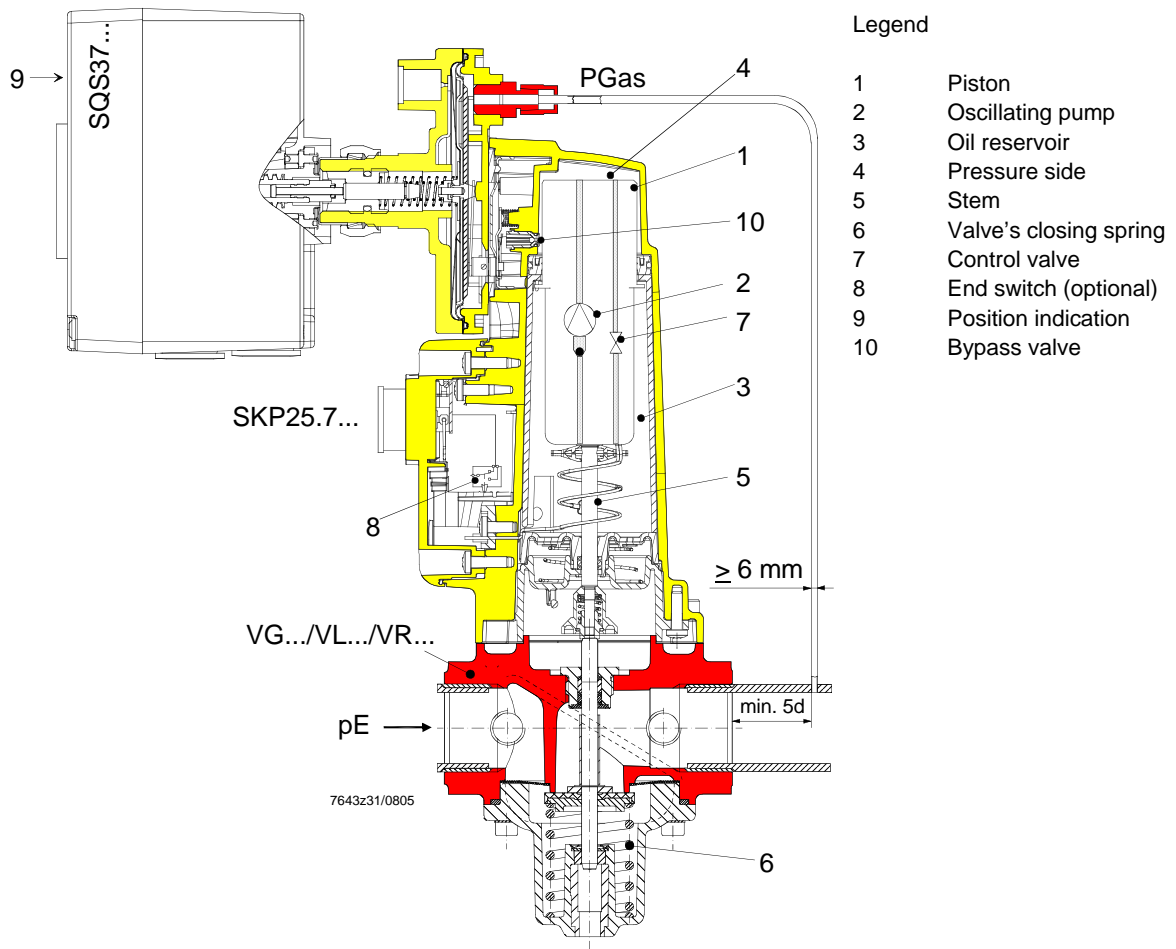 SQS37...
9
PGas
4
1
10
2
7
3
SKP25.7...
5
8
≥ 6 mm
VG.../VL.../VR...
min. 5d
pE
7643z31/0805
6
Legend
1 Piston
2 Oscillating pump
3 Oil reservoir
4 Pressure side
5 Stem
6 Valve's closing spring
7 Control valve
8 End switch (optional)
9 Position indication
10 Bypass valve